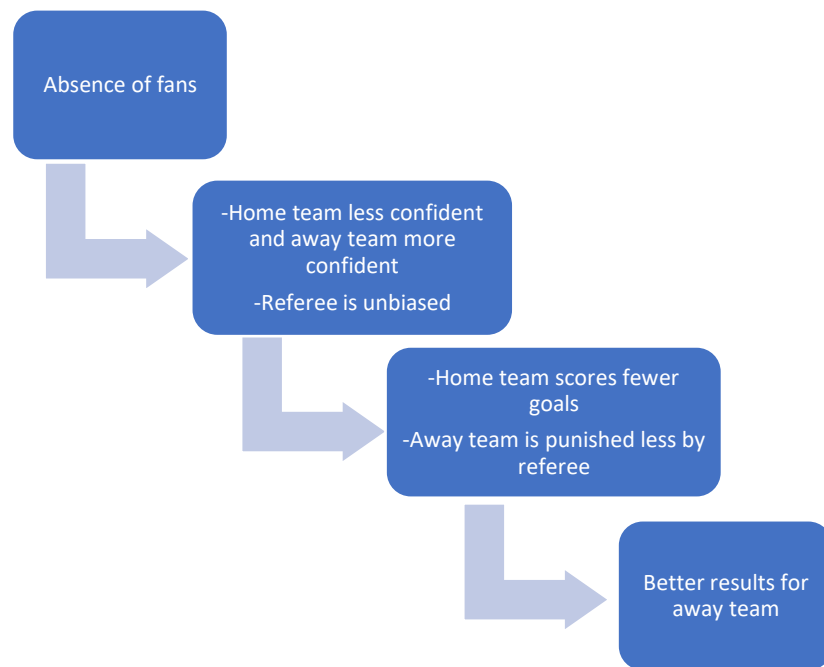 Absence of fans
-Home team less confident
and away team more
confident
-Referee is unbiased
-Home team scores fewer
goals
-Away team is punished less by
referee
Better results for
away team